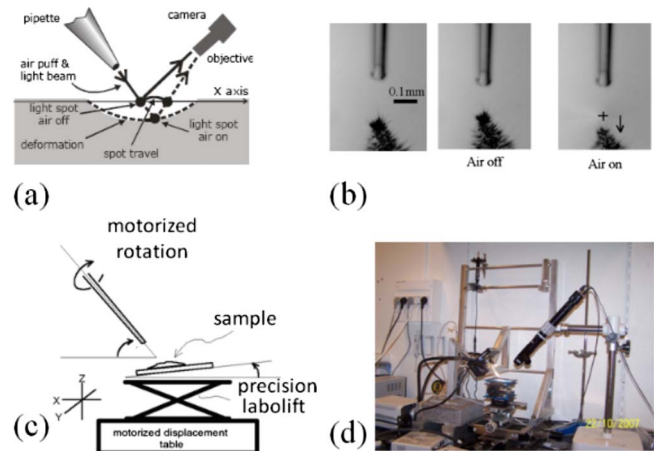 pipette
camera
objective
air puff &
light beam
X axis
light spot
air off
light spot
air on
deformation
spot travel
(a)
0.1mm
Air off
+
Air on
(b)
motorized
rotation
sample
precision
labolift
Z
X
Y
motorized displacement
table
(c)
22/10/2007
(d)